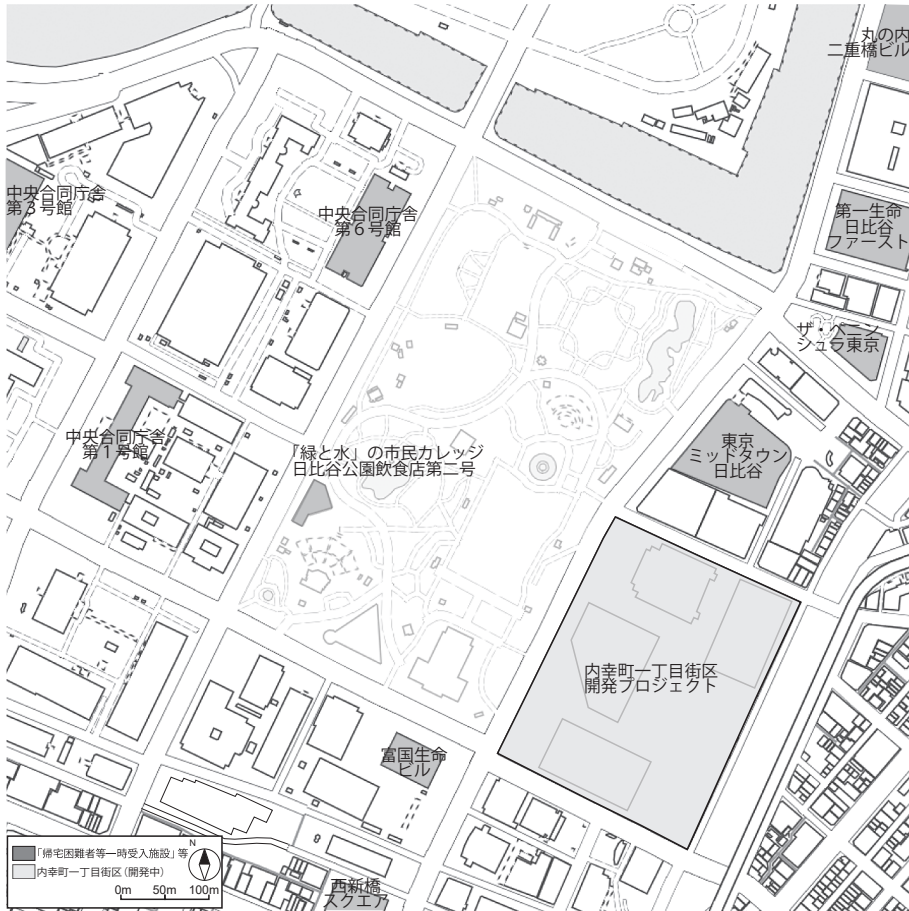 丸の内
二重橋ビル
中央合同庁舎
第3号館
中央合同庁舎
第6号館
第一生命
日比谷
ファースト
ザ・ペニン
シュラ東京
中央合同庁舎
第1号館
「緑と水」の市民カレッジ
日比谷公園飲食店第二号
東京
ミッドタウン
日比谷
内幸町一丁目街区
開発プロジェクト
富国生命
ビル
西新橋
スクエア
「帰宅困難者等一時受入施設」等
内幸町一丁目街区(開発中)
N
0m 50m 100m